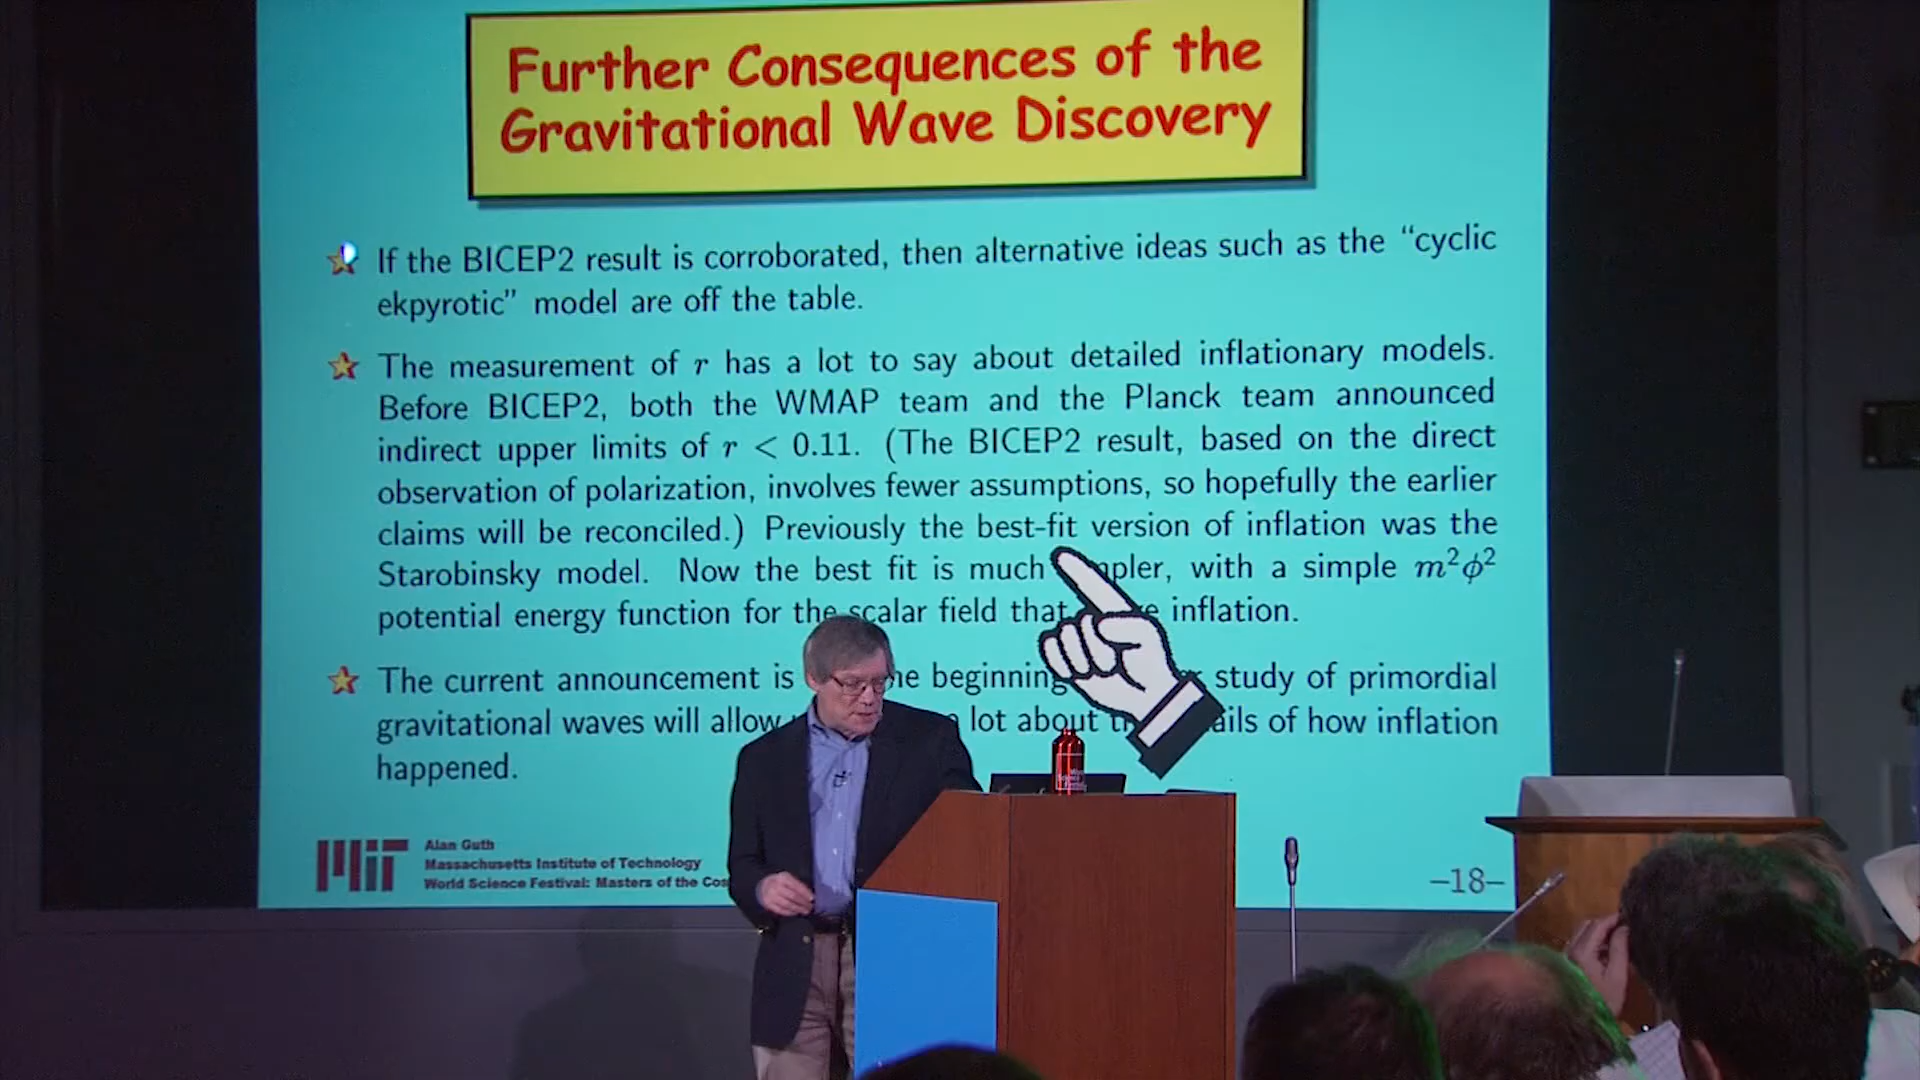 Further Consequences of the
Gravitational Wave Discovery
If the BICEP2 result is corroborated, then alternative ideas such as the “cyclic
ekpyrotic” model are off the table.
The measurement of r has a lot to say about detailed inflationary models.
Before BICEP2, both the WMAP team and the Planck team announced
indirect upper limits of r < 0.11. (The BICEP2 result, based on the direct
observation of polarization, involves fewer assumptions, so hopefully the earlier
claims will be reconciled.) Previously the best-fit version of inflation was the
Starobinsky model. Now the best fit is much with a simple m²ϕ²
potential energy function for the scalar field that inflation.
The current announcement is beginning study of primordial
gravitational waves will allow lot about of how inflation
happened.
MIT
Alan Guth
Massachusetts Institute of Technology
World Science Festival: Masters of the
–18–
World
Science
Festival